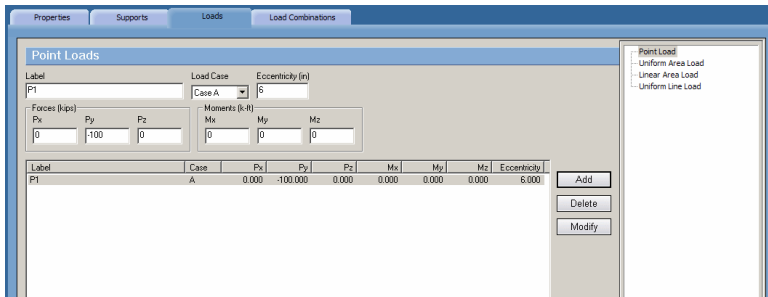 Properties Supports Loads Load Combinations
Point Loads
Label Load Case Eccentricity (in)
P1 Case A 6
Forces (kips) Moments (k-ft)
Px Py Pz Mx My Mz
0 -100 0 0 0 0
Label Case Px Py Pz Mx My Mz Eccentricity
P1 A 0.000 -100.000 0.000 0.000 0.000 0.000 6.000
Add
Delete
Modify
Point Load
Uniform Area Load
Linear Area Load
Uniform Line Load